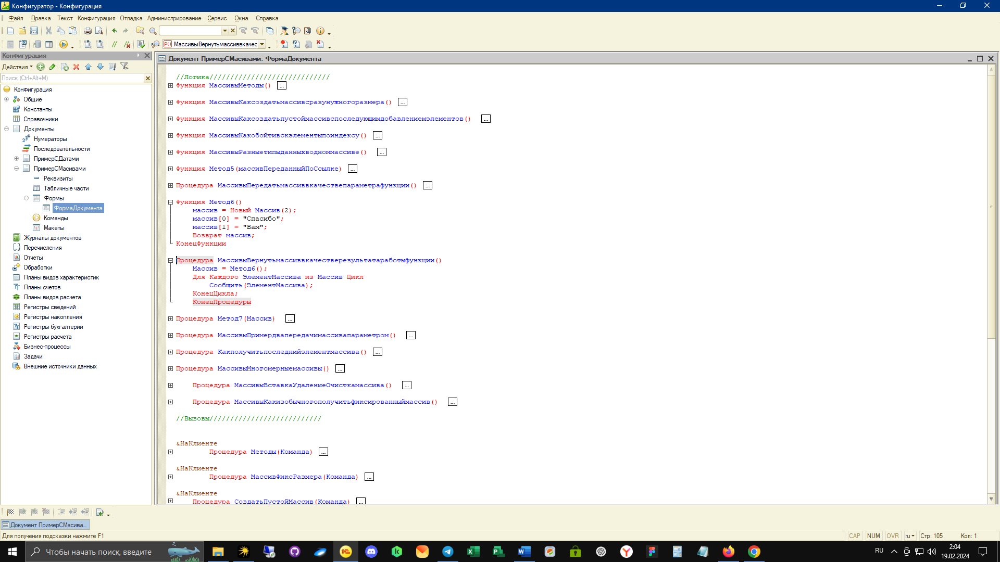 Конфигуратор - Конфигурация
Файл Правка Текст Конфигурация Отладка Администрирование Сервис Окна Справка
МассивыВернутьмассиввкачес
Конфигурация
Действия
Поиск (Ctrl+Alt+M)
Конфигурация
Общие
Константы
Справочники
Документы
Нумераторы
Последовательности
ПримерСДатами
ПримерСМасивами
Реквизиты
Табличные части
Формы
ФормаДокумента
Команды
Макеты
Журналы документов
Перечисления
Отчеты
Обработки
Планы видов характеристик
Планы счетов
Планы видов расчета
Регистры сведений
Регистры накопления
Регистры бухгалтерии
Регистры расчета
Бизнес-процессы
Задачи
Внешние источники данных
Документ ПримерСМасивами: ФормаДокумента
//Логика/////////////////////////////
Функция МассивыМетоды() ...
Функция МассивыКаксоздатьмассивсразунужногоразмера() ...
Функция МассивыКаксоздатьпустоймассивспоследующимдобавлениемэлементов() ...
Функция МассивыКакобойтивскэлементыпоиндексу() ...
Функция МассивыРазныетипыданныхводноммассиве() ...
Функция Метод5(массивПереданныйПоСсылке) ...
Процедура МассивыПередатьмассиввкачествепараметрафункции() ...
Функция Метод6()
массив = Новый Массив(2);
массив[0] = "Спасибо";
массив[1] = "Вам";
Возврат массив;
КонецФункции
Процедура МассивыВернутьмассиввкачестверезультатаработыфункции()
Массив = Метод6();
Для Каждого ЭлементМассива из Массив Цикл
Сообщить(ЭлементМассива);
КонецЦикла;
КонецПроцедуры
Процедура Метод7(Массив) ...
Процедура МассивыПримердвапередачимассивапараметром() ...
Процедура Какполучитьпоследнийэлементмассива() ...
Процедура МассивыМногомерныемассивы() ...
Процедура МассивыВставкаУдалениеОчисткамассива() ...
Процедура МассивыКакизобычногополучитьфиксированныймассив() ...
//Вызовы///////////////////////////
&НаКлиенте
Процедура Методы(Команда) ...
&НаКлиенте
Процедура МассивФиксРазмера(Команда) ...
&НаКлиенте
Процедура СоздатьПустойМассив(Команда) ...
Документ ПримерСМасива...
Для получения подсказки нажмите F1
CAP NUM OVR ru Стр: 105 Кол: 1
Чтобы начать поиск, введите
RU
2:04
19.02.2024